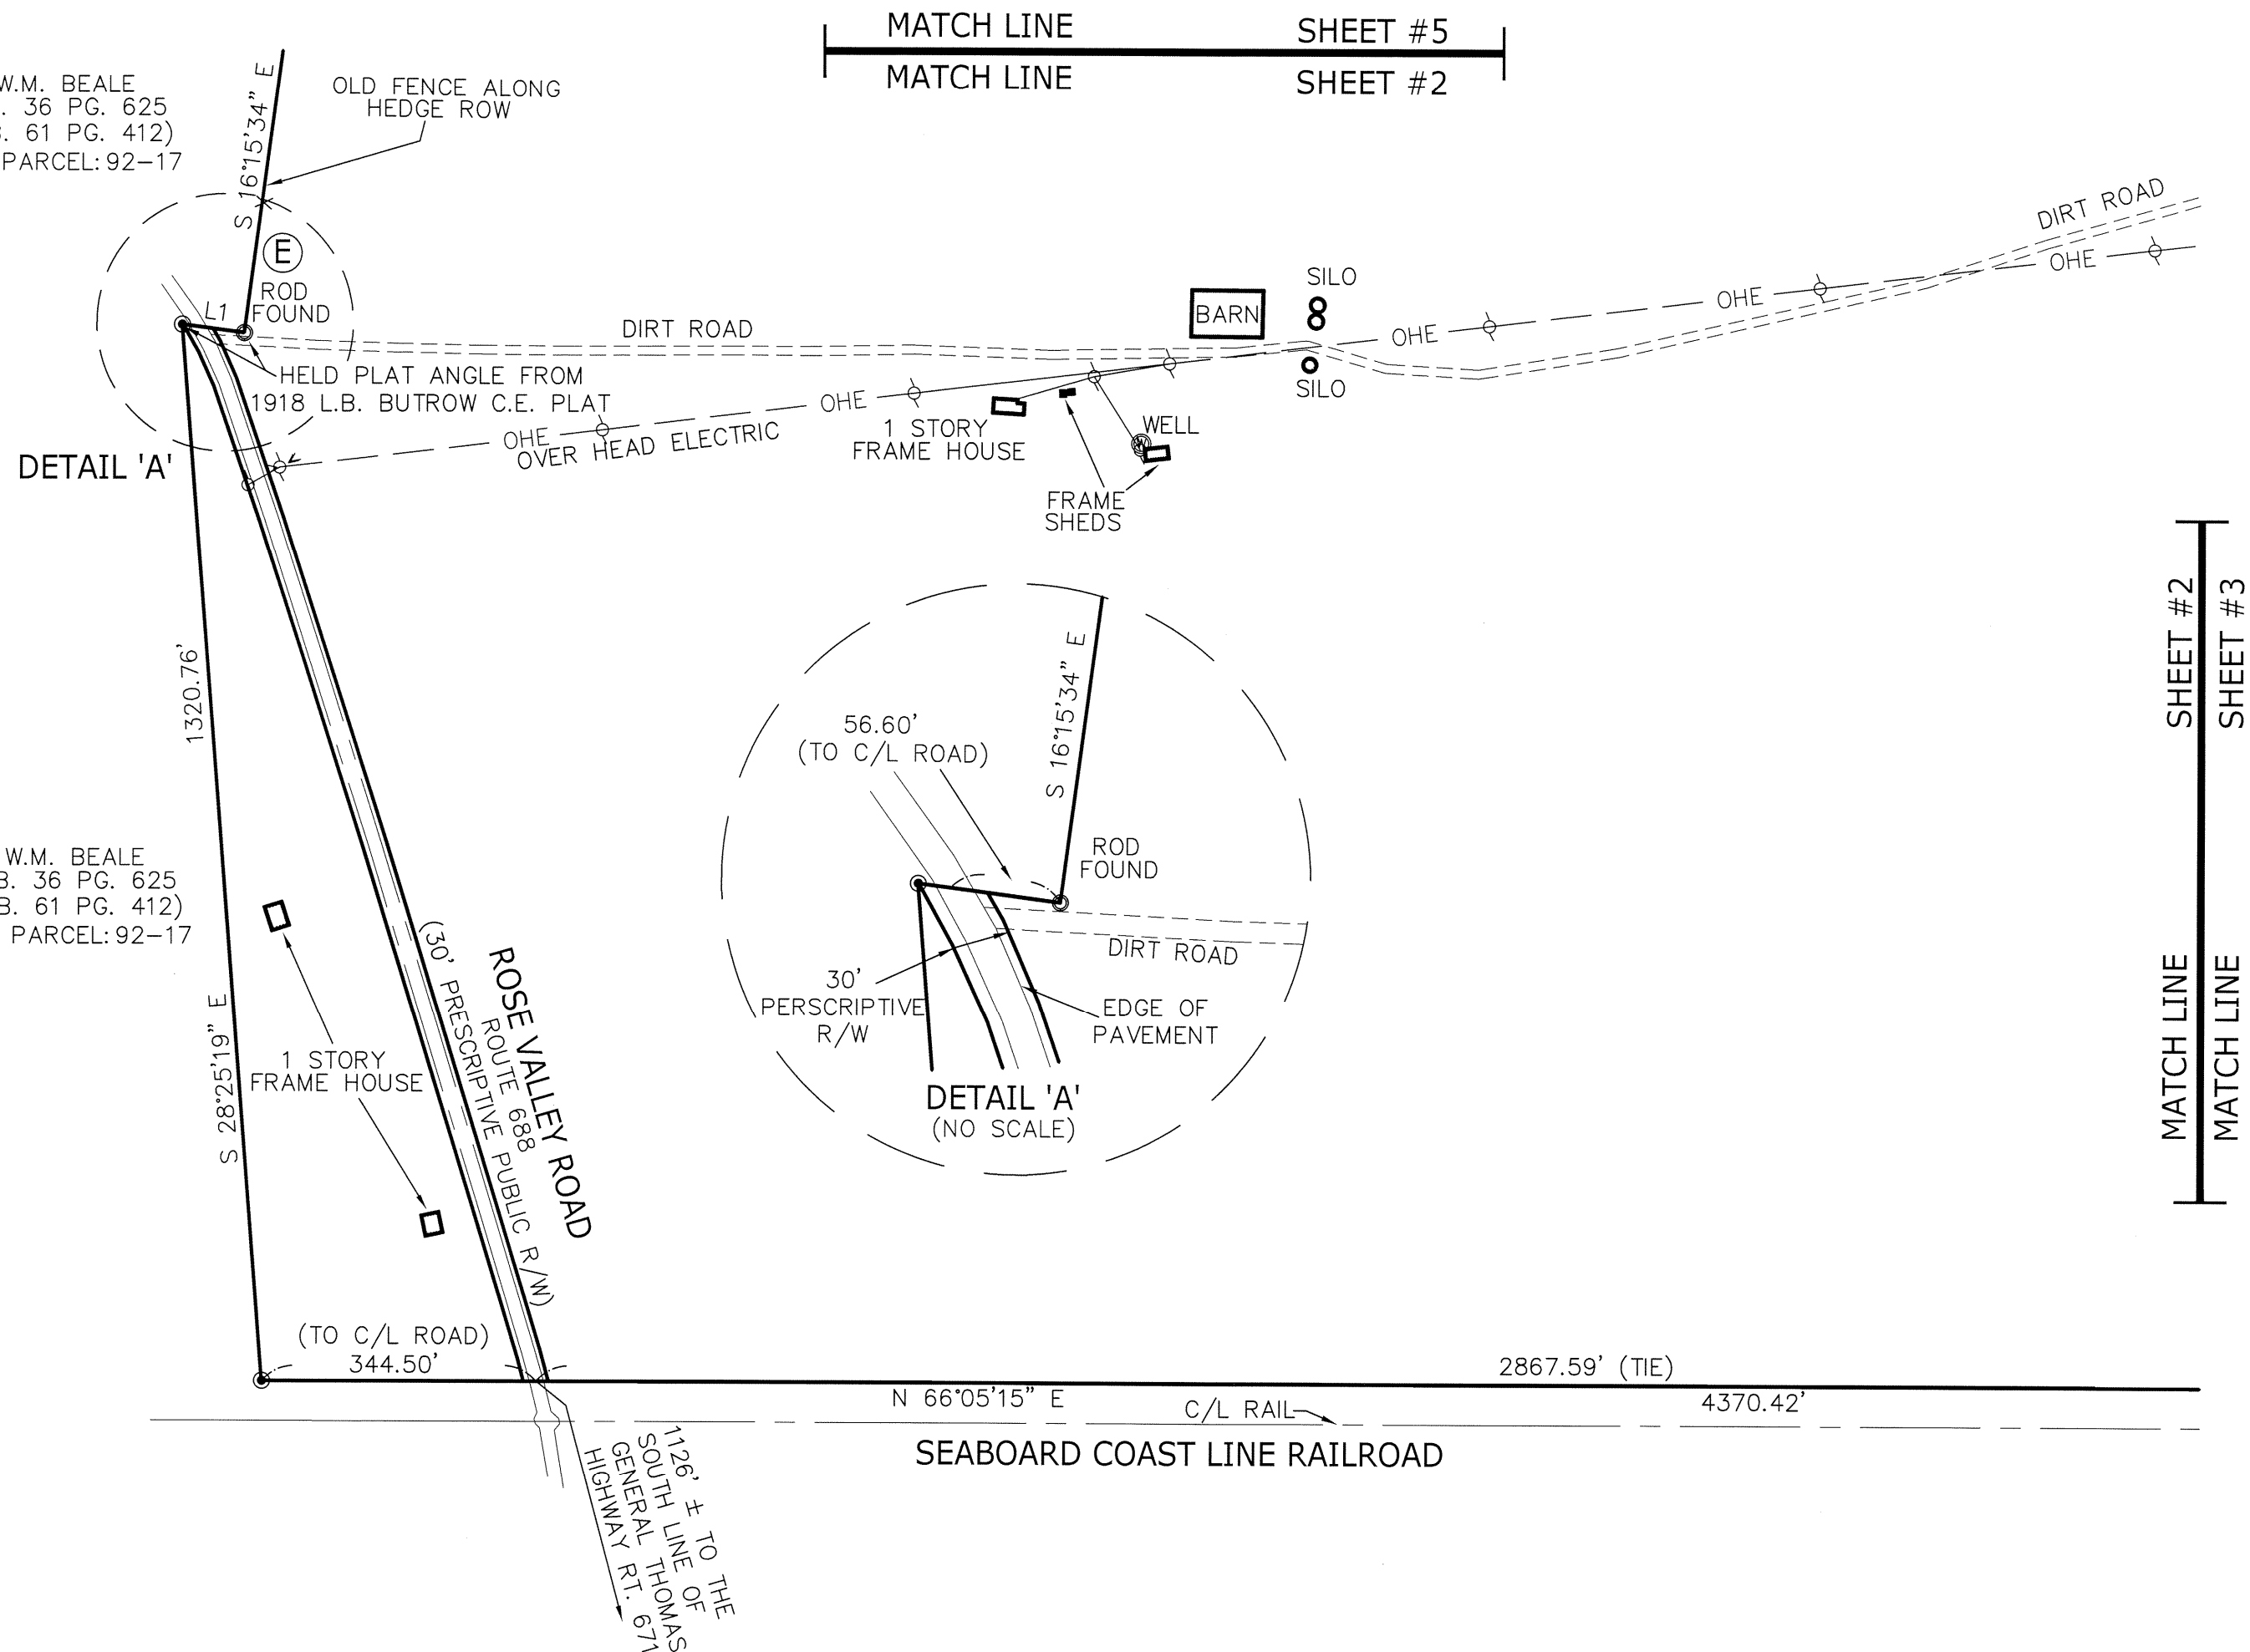 MATCH LINE SHEET #5
MATCH LINE SHEET #2
W.M. BEALE
. 36 PG. 625
. 61 PG. 412)
PARCEL: 92-17
S 16°15'34" E
OLD FENCE ALONG
HEDGE ROW
E
ROD
FOUND
L1
DIRT ROAD
HELD PLAT ANGLE FROM
1918 L.B. BUTROW C.E. PLAT
DETAIL 'A'
OHE
OVER HEAD ELECTRIC
OHE
1 STORY
FRAME HOUSE
WELL
FRAME
SHEDS
BARN
SILO
SILO
OHE
OHE
OHE
DIRT ROAD
SHEET #2
SHEET #3
MATCH LINE
MATCH LINE
1320.76'
S 28°25'19" E
W.M. BEALE
B. 36 PG. 625
B. 61 PG. 412)
PARCEL: 92-17
1 STORY
FRAME HOUSE
ROSE VALLEY ROAD
ROUTE 688
(30' PRESCRIPTIVE PUBLIC R/W)
56.60'
(TO C/L ROAD)
S 16°15'34" E
ROD
FOUND
DIRT ROAD
30'
PERSCRIPTIVE
R/W
EDGE OF
PAVEMENT
DETAIL 'A'
(NO SCALE)
(TO C/L ROAD)
344.50'
2867.59' (TIE)
N 66°05'15" E
4370.42'
C/L RAIL
SEABOARD COAST LINE RAILROAD
1126' ± TO THE
SOUTH LINE OF
GENERAL THOMAS
HIGHWAY RT. 671